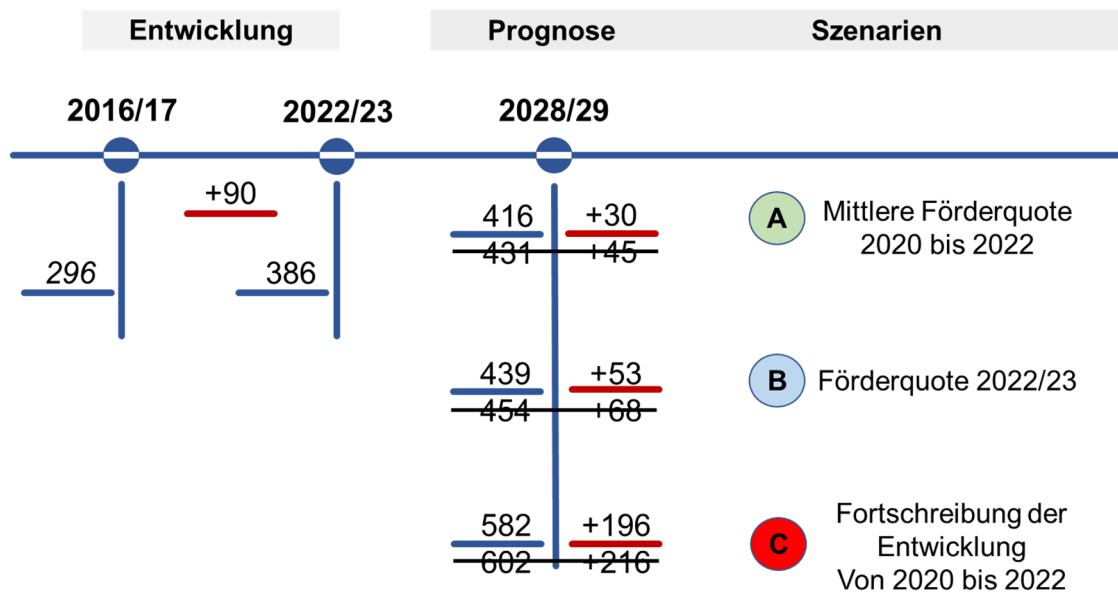 Entwicklung
Prognose
Szenarien
2016/17
2022/23
2028/29
+90
296
386
416
+30
431
+45
A
Mittlere Förderquote
2020 bis 2022
439
+53
454
+68
B
Förderquote 2022/23
582
+196
602
+216
C
Fortschreibung der
Entwicklung
Von 2020 bis 2022